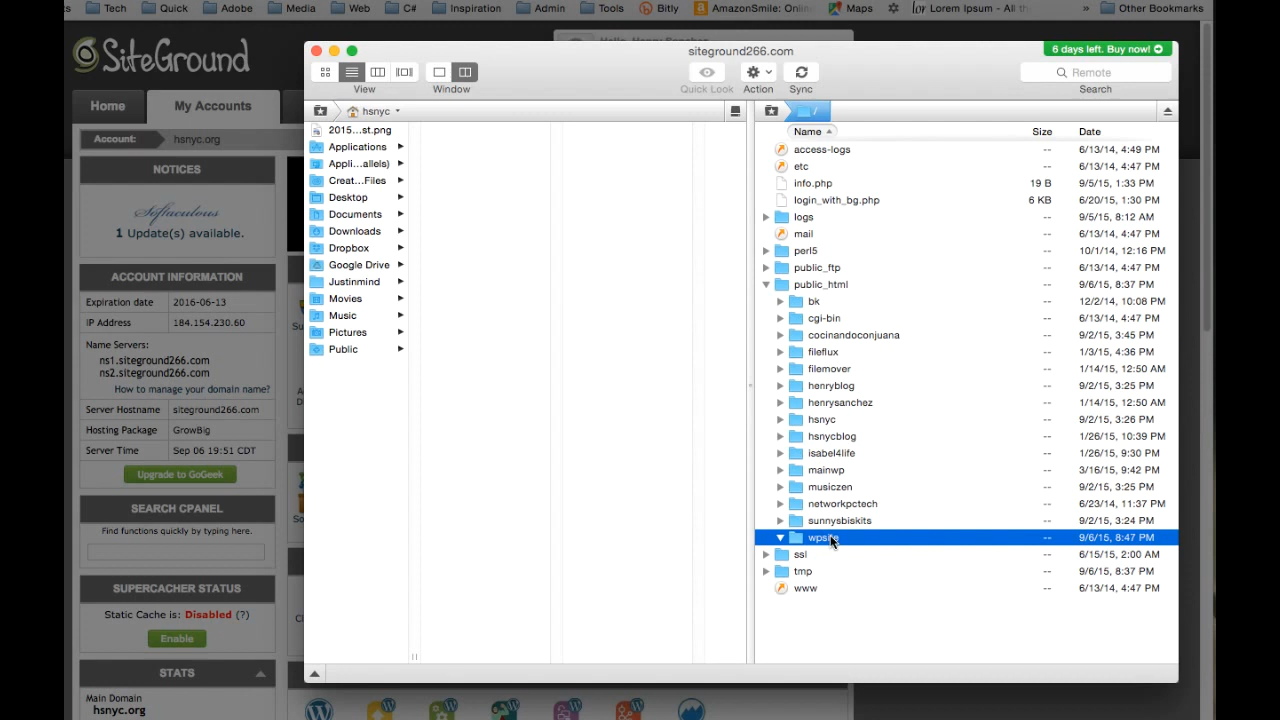 Tech
Quick
Adobe
Media
Web
C#
Inspiration
Admin
Tools
Bitly
AmazonSmile: Onlin
Maps
Lorem Ipsum - All th
»
Other Bookmarks
SiteGround
siteground266.com
6 days left. Buy now!
View
Window
Quick Look
Action
Sync
Remote
Search
Home
My Accounts
Account:
hsnyc.org
NOTICES
Softaculous
1 Update(s) available.
ACCOUNT INFORMATION
Expiration date 2016-06-13
IP Address 184.154.230.60
Name Servers:
ns1.siteground266.com
ns2.siteground266.com
How to manage your domain name?
Server Hostname siteground266.com
Hosting Package GrowBig
Server Time Sep 06 19:51 CDT
Upgrade to GoGeek
SEARCH CPANEL
Find functions quickly by typing here.
SUPERCACHER STATUS
Static Cache is: Disabled (?)
Enable
STATS
Main Domain
hsnyc.org
hsnyc
2015...st.png
Applications
Appli...allels)
Creat...Files
Desktop
Documents
Downloads
Dropbox
Google Drive
Justinmind
Movies
Music
Pictures
Public
/
Name Size Date
access-logs -- 6/13/14, 4:49 PM
etc -- 6/13/14, 4:47 PM
info.php 19 B 9/5/15, 1:33 PM
login_with_bg.php 6 KB 6/20/15, 1:30 PM
logs -- 9/5/15, 8:12 AM
mail -- 6/13/14, 4:47 PM
perl5 -- 10/1/14, 12:16 PM
public_ftp -- 6/13/14, 4:47 PM
public_html -- 9/6/15, 8:37 PM
bk -- 12/2/14, 10:08 PM
cgi-bin -- 6/13/14, 4:47 PM
cocinandoconjuana -- 9/2/15, 3:45 PM
fileflux -- 1/3/15, 4:36 PM
filemover -- 1/14/15, 12:50 AM
henryblog -- 9/2/15, 3:25 PM
henrysanchez -- 1/14/15, 12:50 AM
hsnyc -- 9/2/15, 3:26 PM
hsnycblog -- 1/26/15, 10:39 PM
isabel4life -- 1/26/15, 9:30 PM
mainwp -- 3/16/15, 9:42 PM
musiczen -- 9/2/15, 3:25 PM
networkpctech -- 6/23/14, 11:37 PM
sunnysbiskits -- 9/2/15, 3:24 PM
wpsite -- 9/6/15, 8:47 PM
ssl -- 6/15/15, 2:00 AM
tmp -- 9/6/15, 8:37 PM
www -- 6/13/14, 4:47 PM